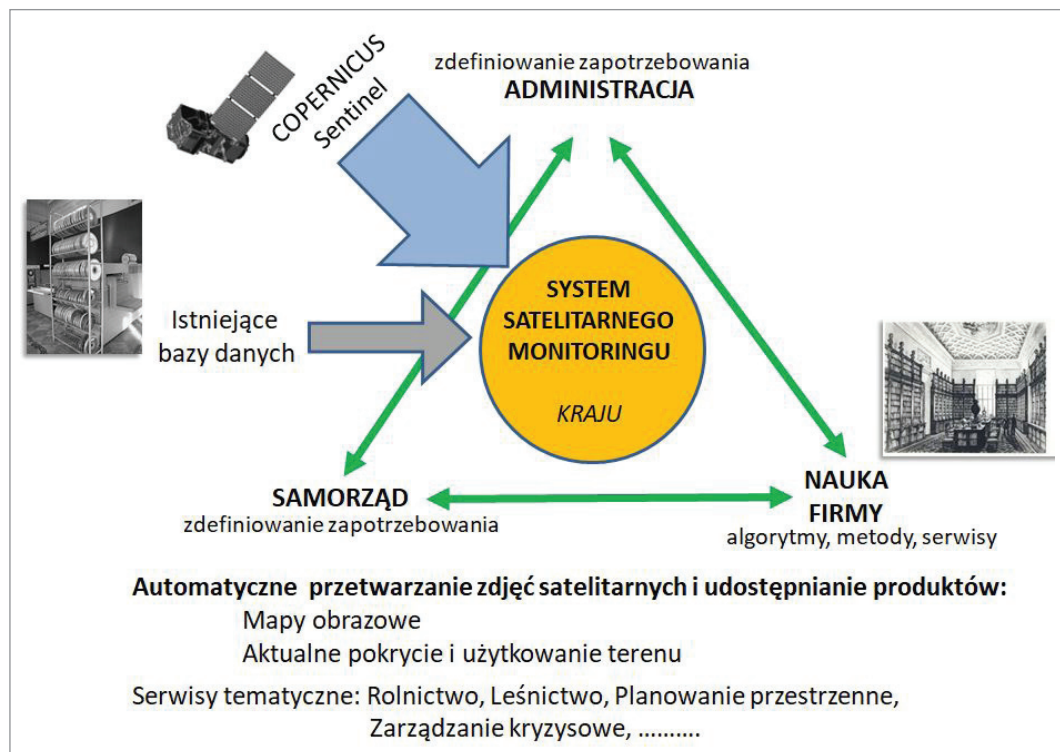 zdefiniowanie zapotrzebowania
ADMINISTRACJA
COPERNICUS
Sentinel
Istniejące
bazy danych
SYSTEM
SATELITARNEGO
MONITORINGU
KRAJU
SAMORZĄD
zdefiniowanie zapotrzebowania
NAUKA
FIRMY
algorytmy, metody, serwisy
Automatyczne przetwarzanie zdjęć satelitarnych i udostępnianie produktów:
Mapy obrazowe
Aktualne pokrycie i użytkowanie terenu
Serwisy tematyczne: Rolnictwo, Leśnictwo, Planowanie przestrzenne,
Zarządzanie kryzysowe, ……….